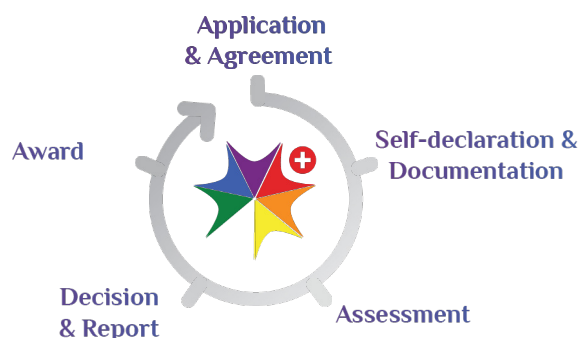 Application
& Agreement
Self-declaration &
Documentation
Assessment
Decision
& Report
Award